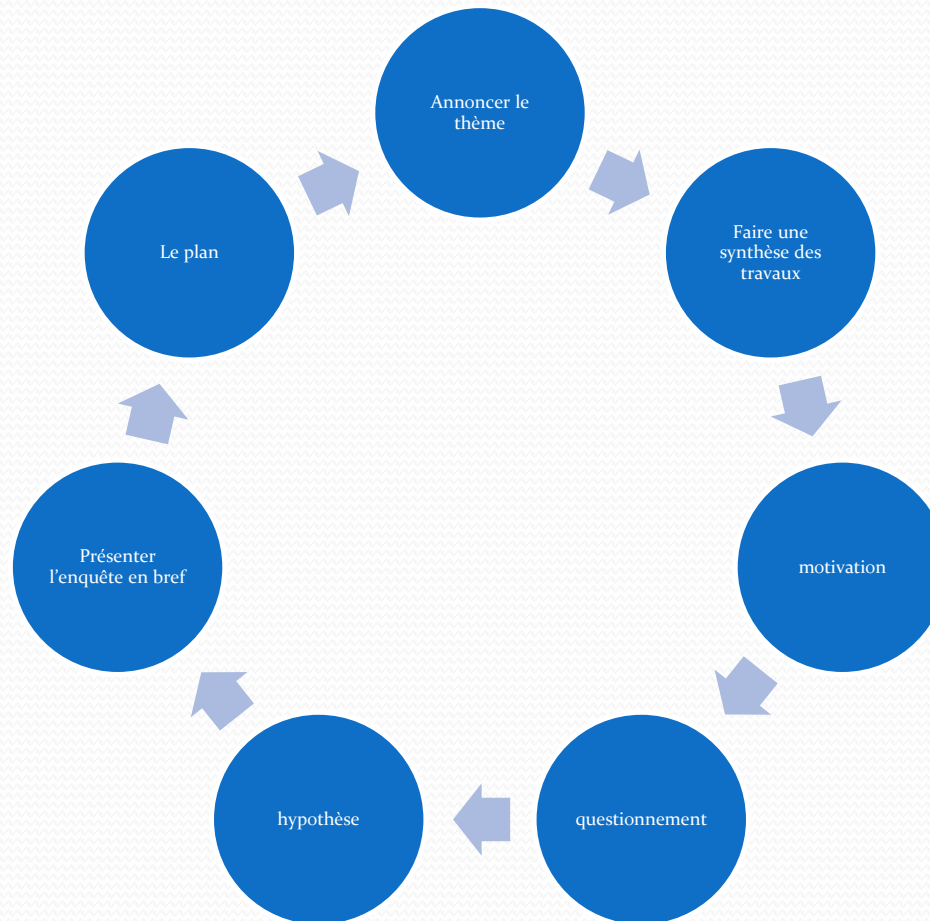 Annoncer le
thème
Faire une
synthèse des
travaux
motivation
questionnement
hypothèse
Présenter
l'enquête en bref
Le plan